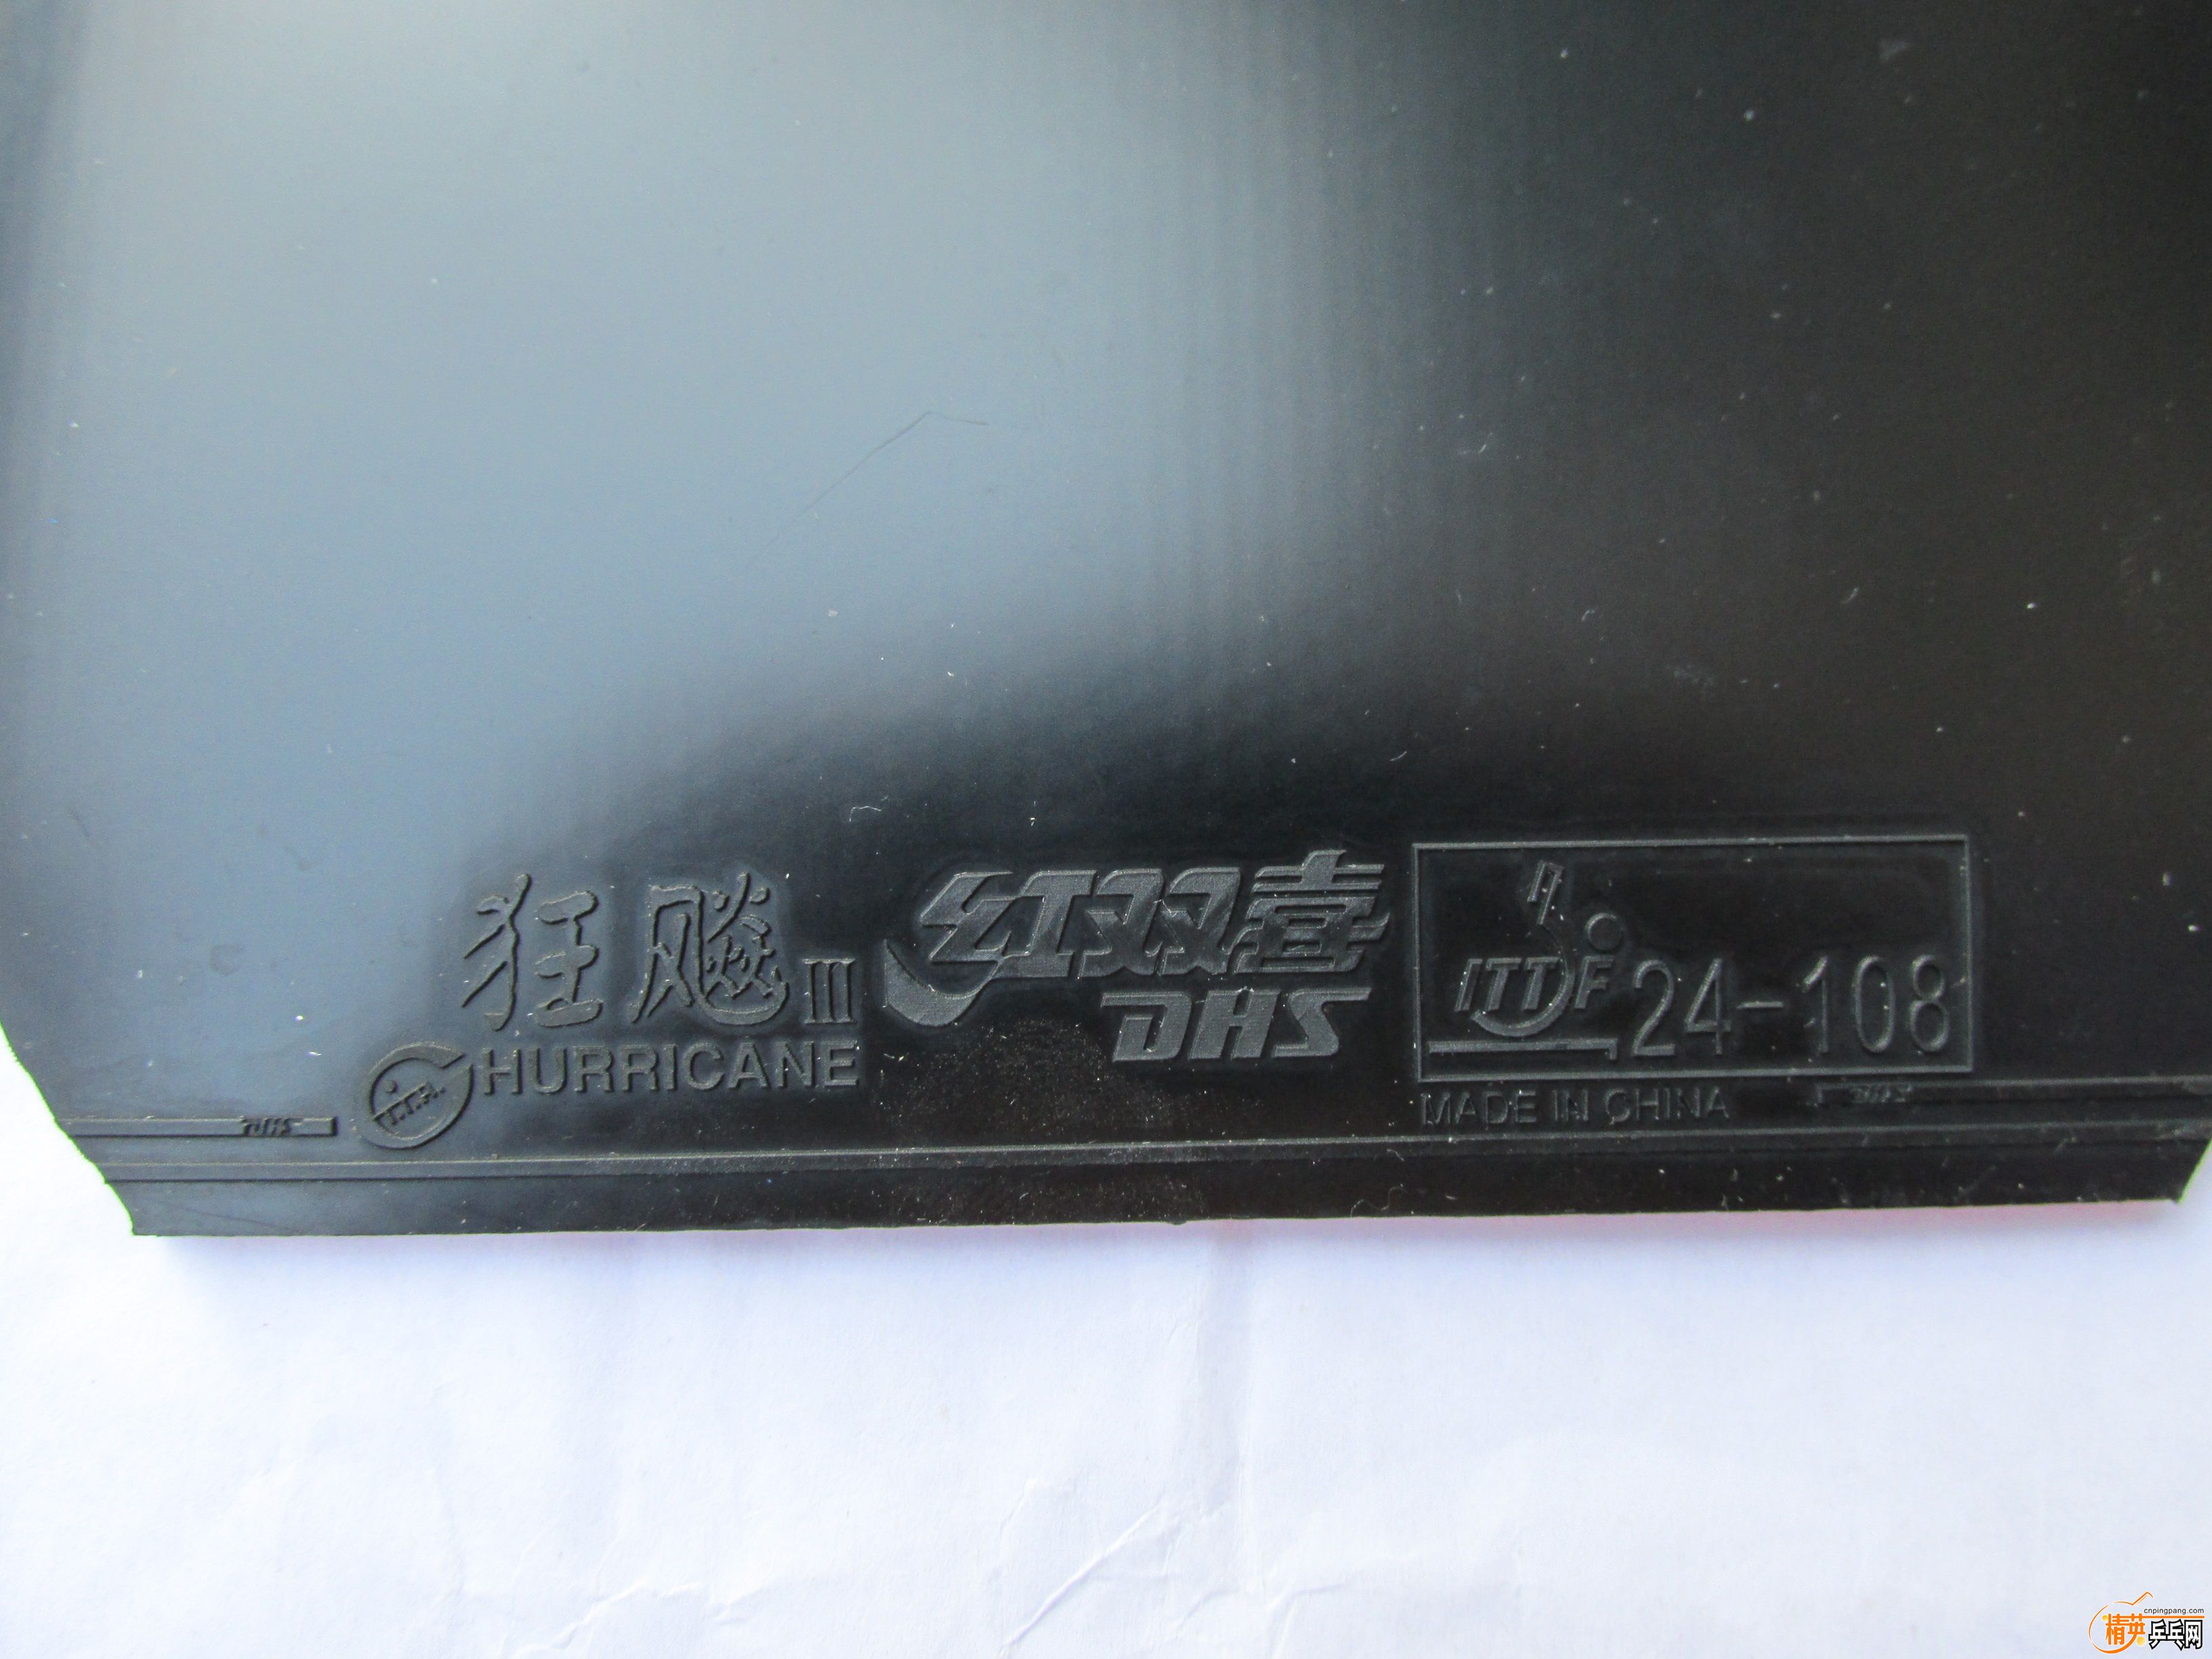 狂飚III
HURRICANE
I.T.T.F.
红双喜
DHS
ITTF 24-108
MADE IN CHINA
DHS
cnpingpang.com
精英乒乓网